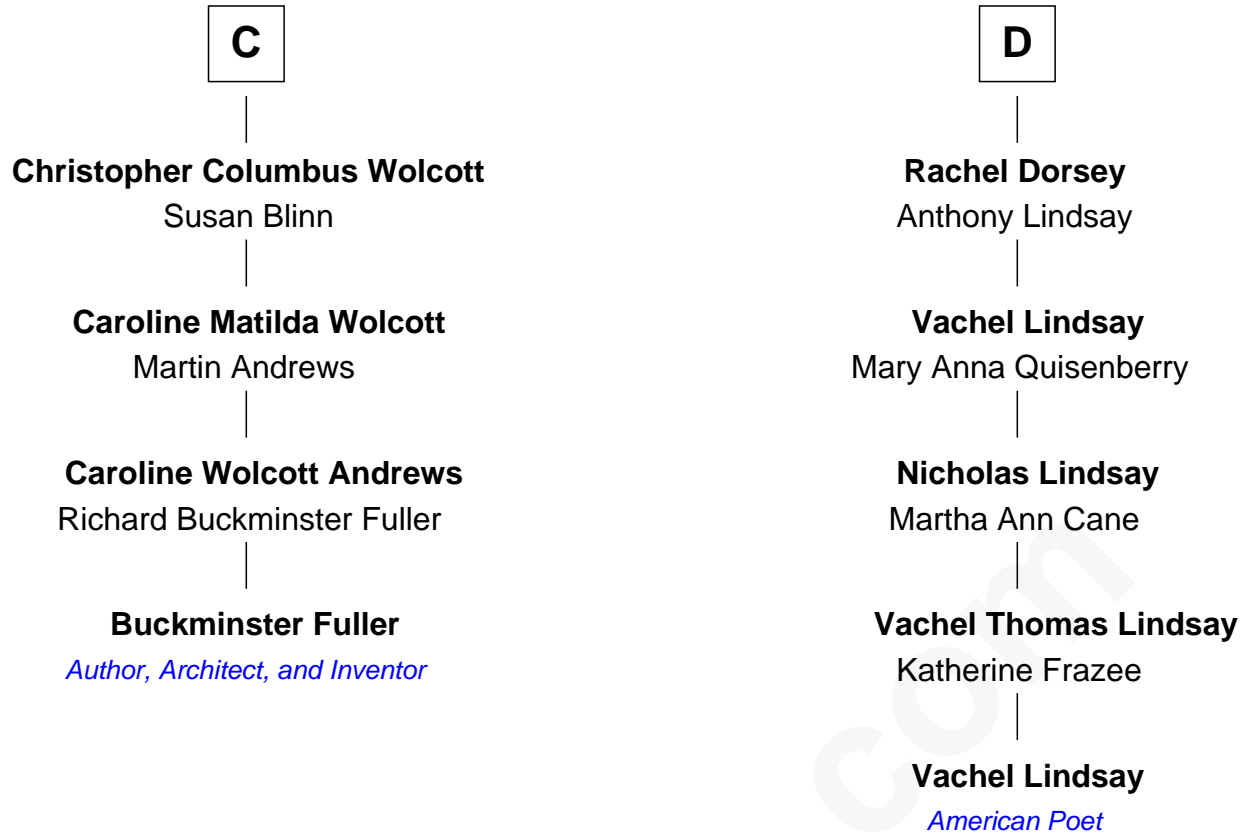 C
Christopher Columbus Wolcott
Susan Blinn
Caroline Matilda Wolcott
Martin Andrews
Caroline Wolcott Andrews
Richard Buckminster Fuller
Buckminster Fuller
Author, Architect, and Inventor
D
Rachel Dorsey
Anthony Lindsay
Vachel Lindsay
Mary Anna Quisenberry
Nicholas Lindsay
Martha Ann Cane
Vachel Thomas Lindsay
Katherine Frazee
Vachel Lindsay
American Poet
com